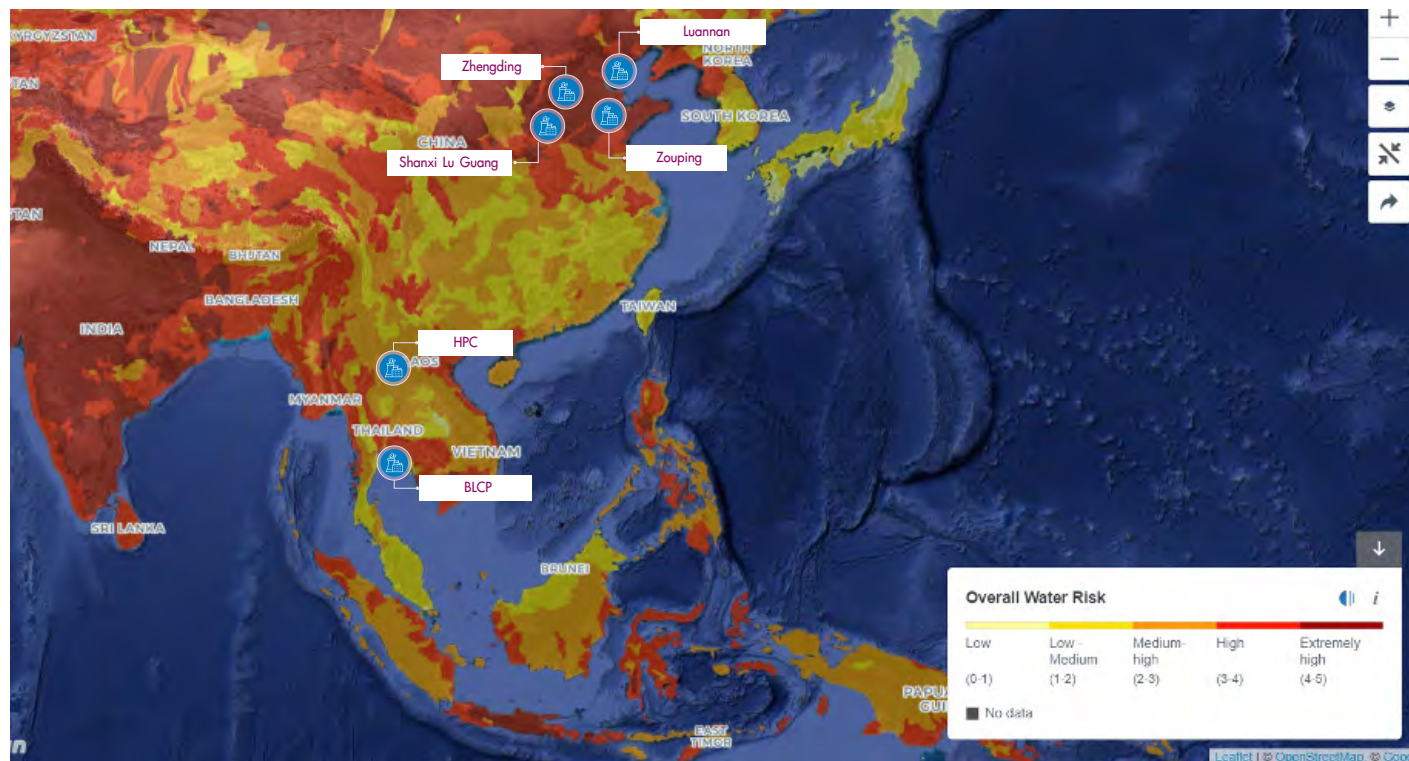 KYRGYZSTAN
Luannan
NORTH
KOREA
Zhengding
SOUTH KOREA
CHINA
Shanxi Lu Guang
Zouping
NEPAL
BHUTAN
BANGLADESH
INDIA
TAIWAN
HPC
AOS
MYANMAR
THAILAND
VIETNAM
BLCP
SRI LANKA
BRUNEI
EAST
TIMOR
Overall Water Risk
i
Low
Low -
Medium
Medium-
high
High
Extremely
high
(0-1)
(1-2)
(2-3)
(3-4)
(4-5)
No data
Leaflet | © OpenStreetMap, ©